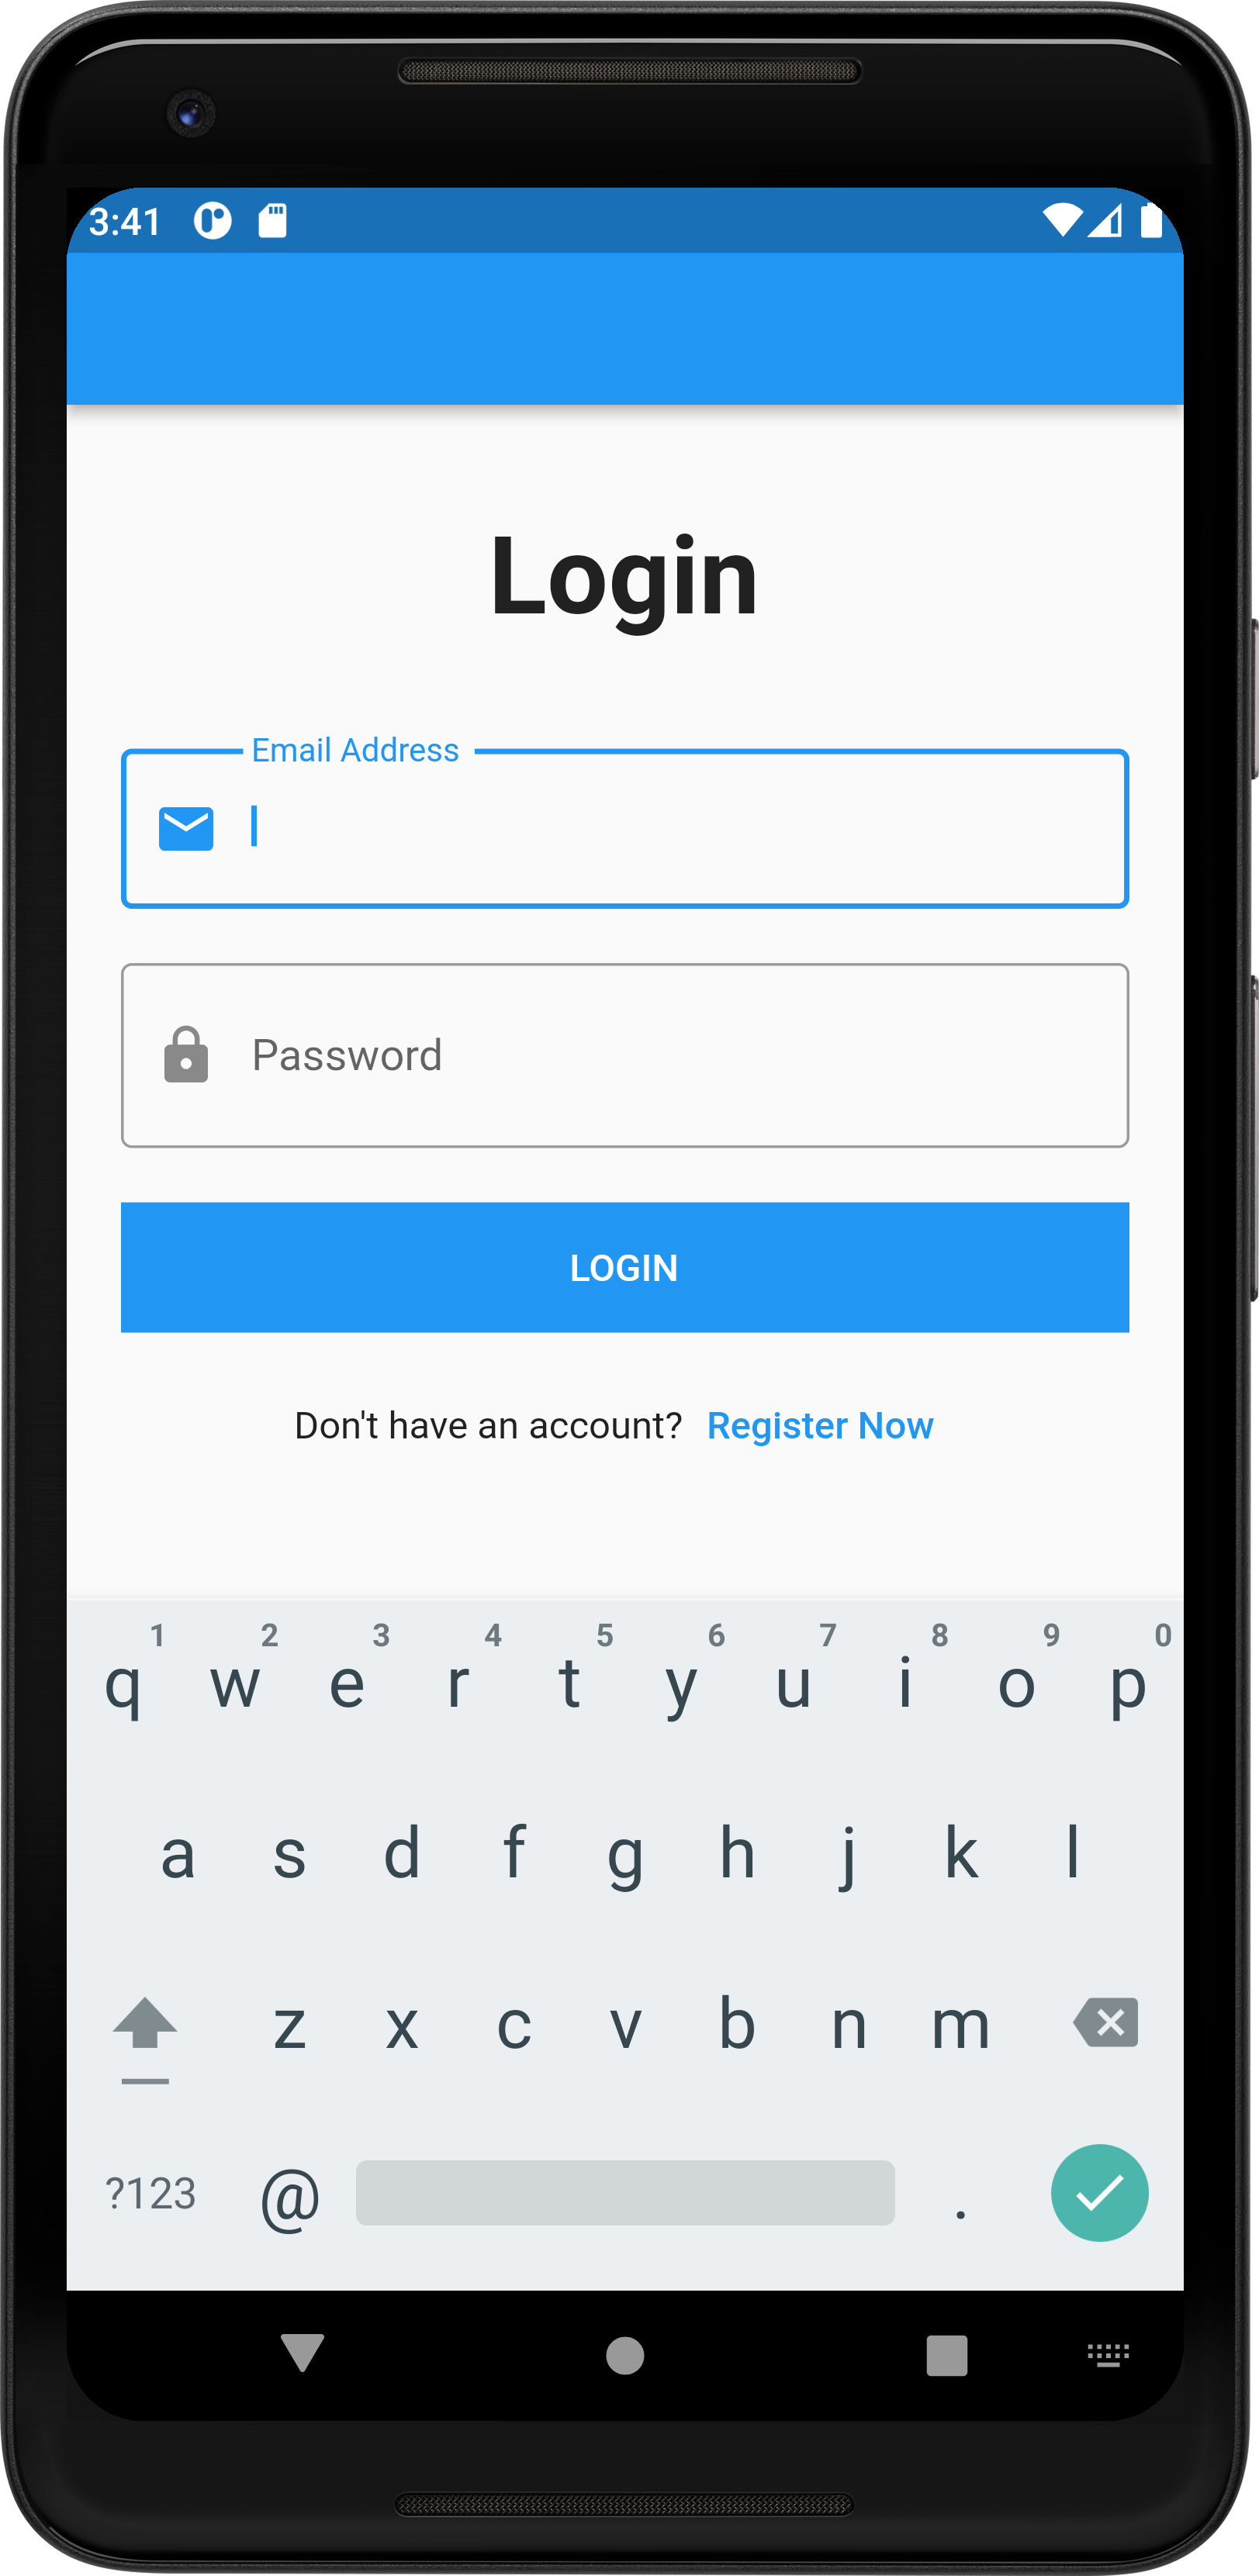 3:41
Login
Email Address
Password
LOGIN
Don't have an account? Register Now
1 2 3 4 5 6 7 8 9 0
q w e r t y u i o p
a s d f g h j k l
z x c v b n m
?123 @ .